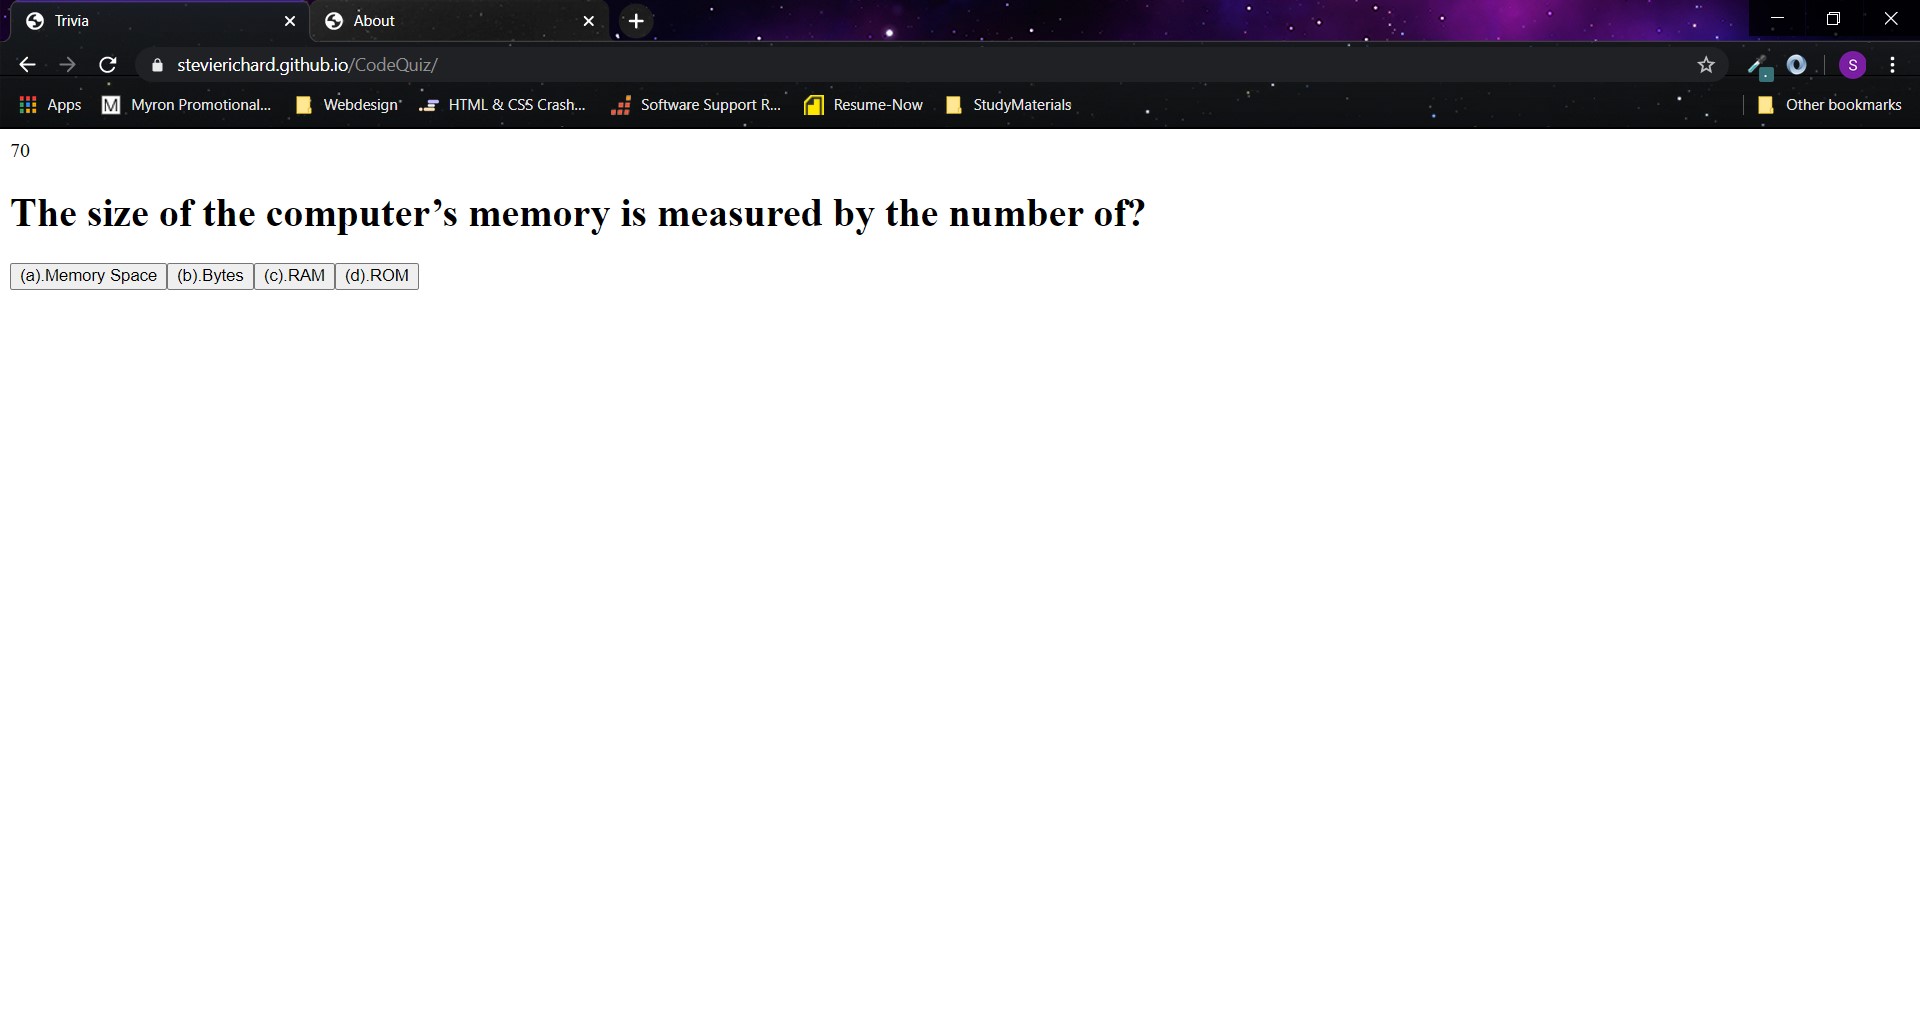 Trivia About
stevierichard.github.io/CodeQuiz/ S
Apps M Myron Promotional... Webdesign HTML & CSS Crash... Software Support R... Resume-Now StudyMaterials Other bookmarks
70
The size of the computer’s memory is measured by the number of?
(a).Memory Space (b).Bytes (c).RAM (d).ROM